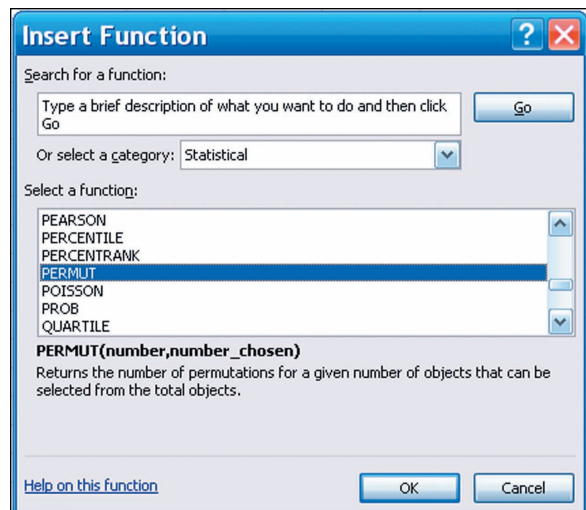 Insert Function
?
Search for a function:
Type a brief description of what you want to do and then click
Go
Go
Or select a category: Statistical
Select a function:
PEARSON
PERCENTILE
PERCENTRANK
PERMUT
POISSON
PROB
QUARTILE
PERMUT(number,number_chosen)
Returns the number of permutations for a given number of objects that can be
selected from the total objects.
Help on this function
OK
Cancel